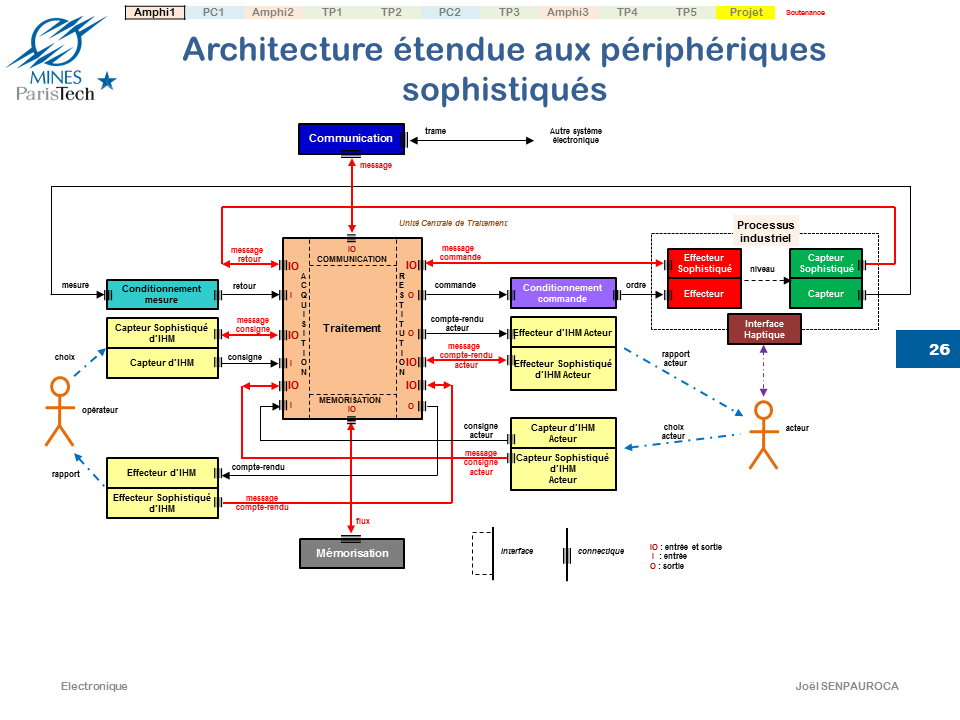 Amphi1 PC1 Amphi2 TP1 TP2 PC2 TP3 Amphi3 TP4 TP5 Projet Soutenance
MINES
ParisTech
Architecture étendue aux périphériques
sophistiqués
Communication
trame
Autre système
électronique
message
Unité Centrale de Traitement
Processus
industriel
message
retour
IO
COMMUNICATION
IO
IO
message
commande
Effecteur
Sophistiqué
niveau
Capteur
Sophistiqué
mesure
Conditionnement
mesure
retour
I
ACQUISITION
RESTITUTION
O
commande
Conditionnement
commande
ordre
Effecteur
Capteur
Traitement
Capteur Sophistiqué
d'IHM
message
consigne
IO
O
compte-rendu
acteur
Effecteur d'IHM Acteur
Interface
Haptique
choix
Capteur d'IHM
consigne
I
IO
message
compte-rendu
acteur
Effecteur Sophistiqué
d'IHM Acteur
rapport
acteur
26
IO
IO
opérateur
I
MEMORISATION
IO
O
consigne
acteur
Capteur d'IHM
Acteur
choix
acteur
acteur
message
consigne
acteur
Capteur Sophistiqué
d'IHM
Acteur
rapport
Effecteur d'IHM
compte-rendu
Effecteur Sophistiqué
d'IHM
message
compte-rendu
flux
Mémorisation
interface
connectique
IO : entrée et sortie
I : entrée
O : sortie
Electronique
Joël SENPAUROCA